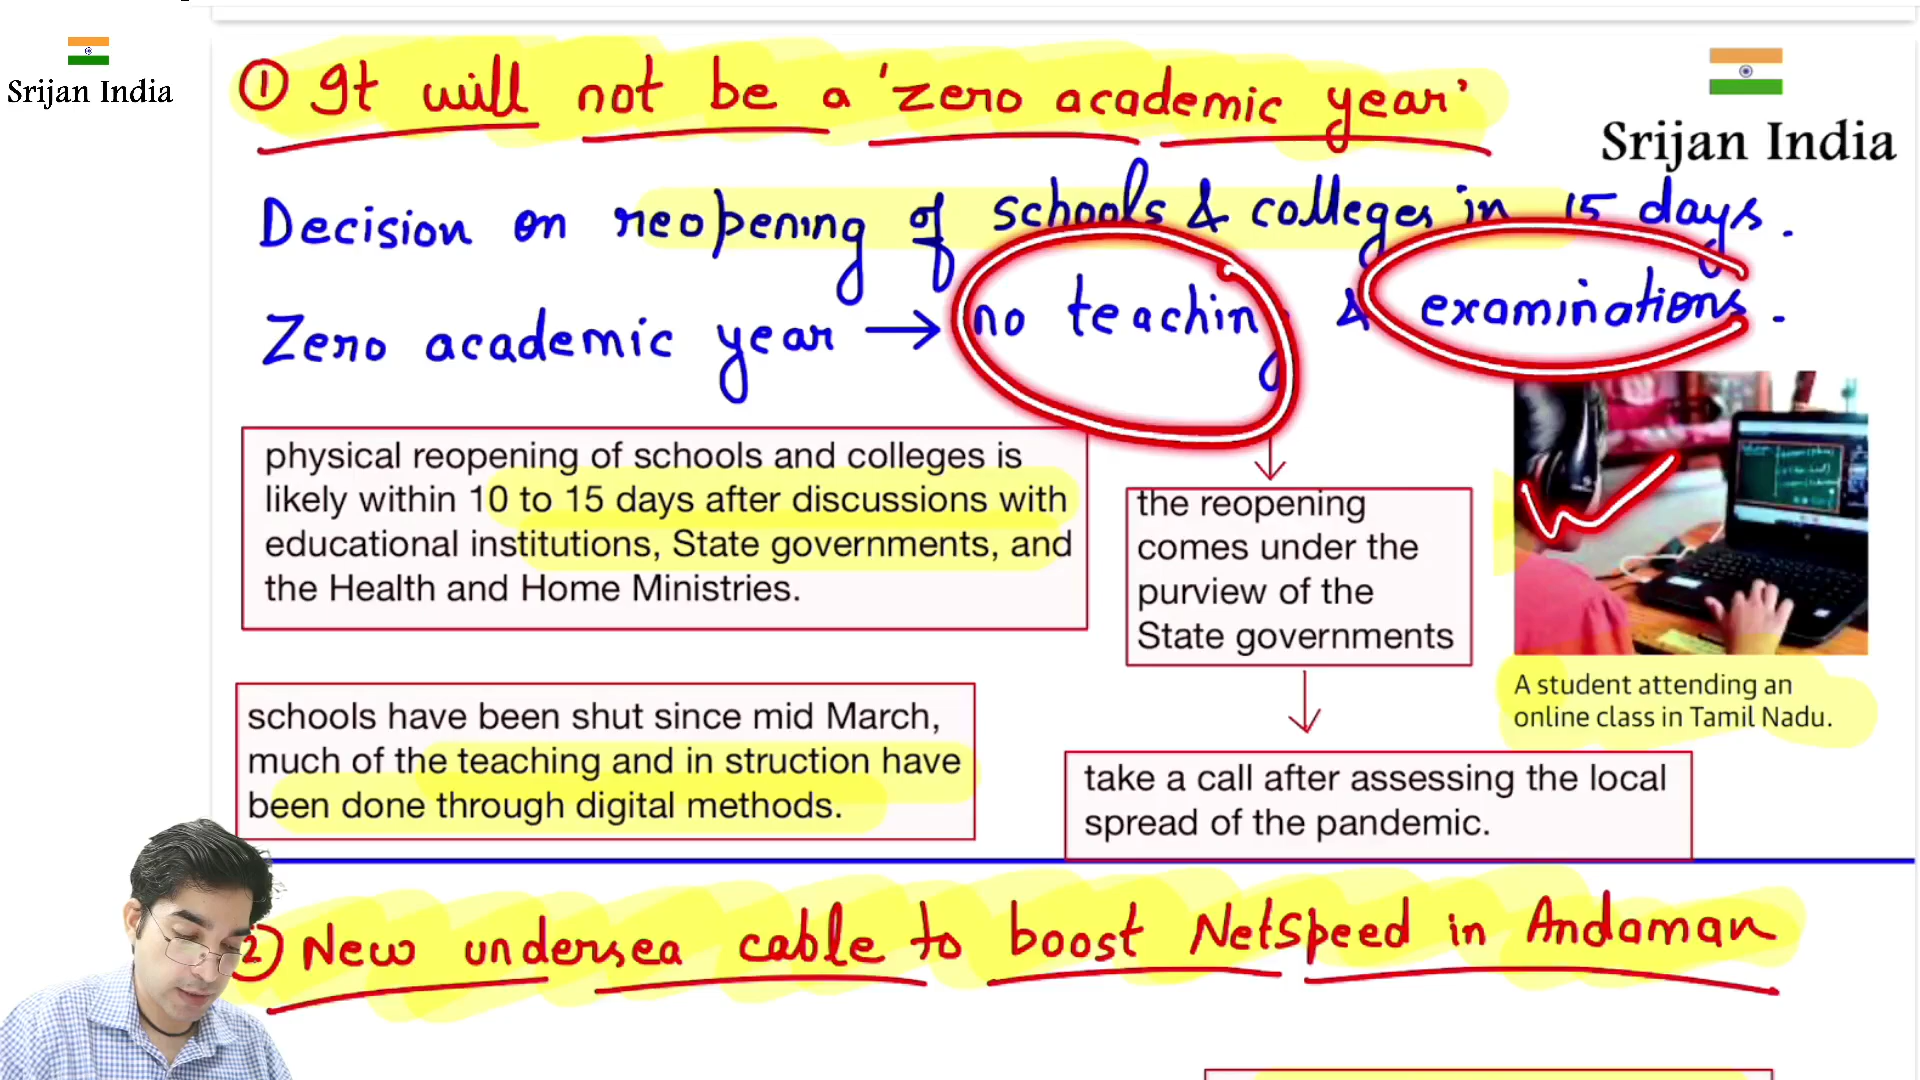 Srijan India
① It will not be a 'zero academic year'
Srijan India
Decision on reopening of schools & colleges in 15 days.
Zero academic year → no teaching & examinations.
physical reopening of schools and colleges is
likely within 10 to 15 days after discussions with
educational institutions, State governments, and
the Health and Home Ministries.
the reopening
comes under the
purview of the
State governments
A student attending an
online class in Tamil Nadu.
schools have been shut since mid March,
much of the teaching and in struction have
been done through digital methods.
take a call after assessing the local
spread of the pandemic.
2) New undersea cable to boost Netspeed in Andaman